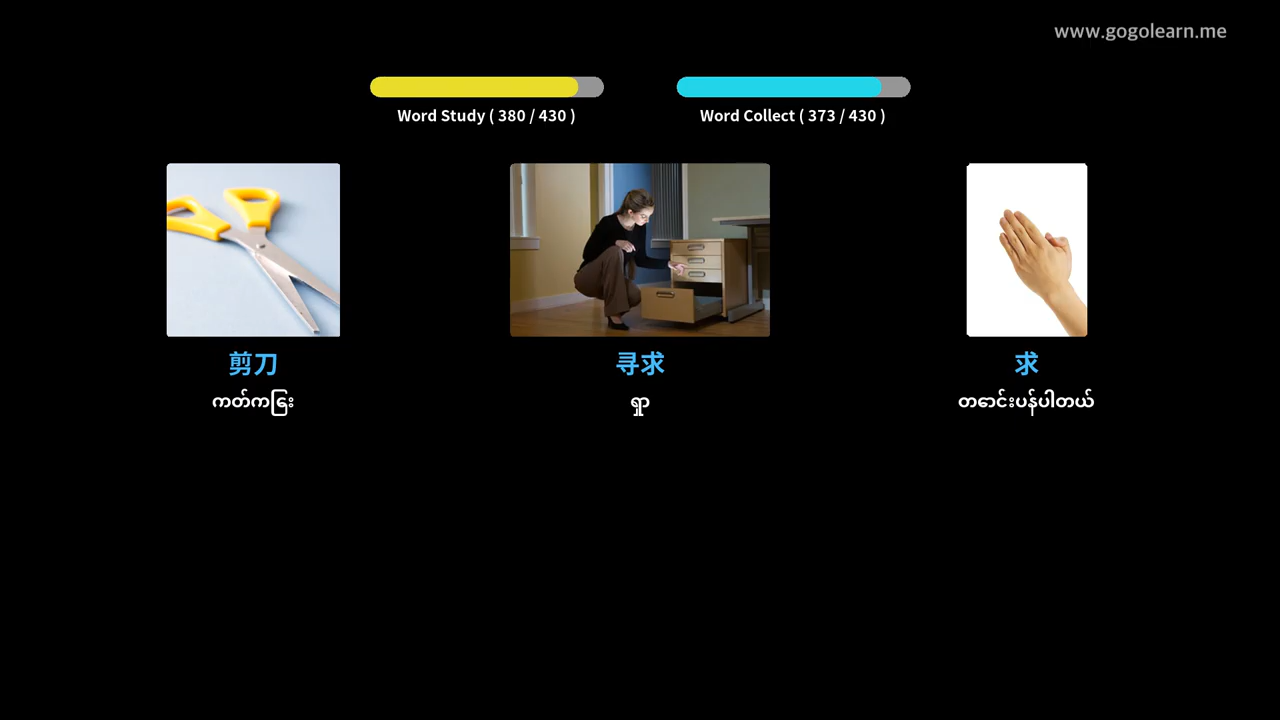 www.gogolearn.me
Word Study ( 380 / 430 )
Word Collect ( 373 / 430 )
剪刀
寻求
求
ကတ်ကြေး
ရှာ
တောင်းပန်ပါတယ်